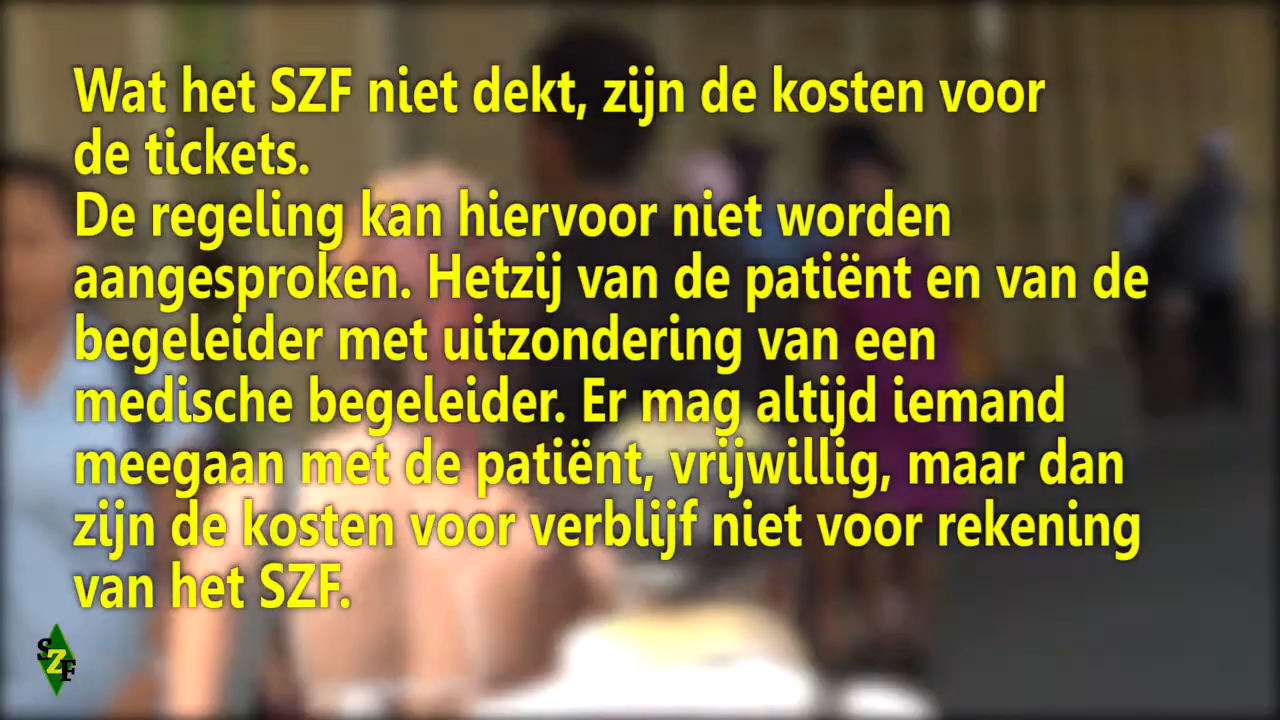 Wat het SZF niet dekt, zijn de kosten voor
de tickets.
De regeling kan hiervoor niet worden
aangesproken. Hetzij van de patiënt en van de
begeleider met uitzondering van een
medische begeleider. Er mag altijd iemand
meegaan met de patiënt, vrijwillig, maar dan
zijn de kosten voor verblijf niet voor rekening
van het SZF.
SZF